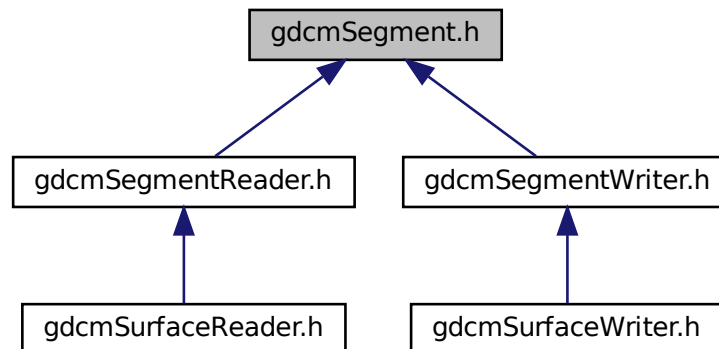 gdcmSegment.h
gdcmSegmentReader.h
gdcmSegmentWriter.h
gdcmSurfaceReader.h
gdcmSurfaceWriter.h